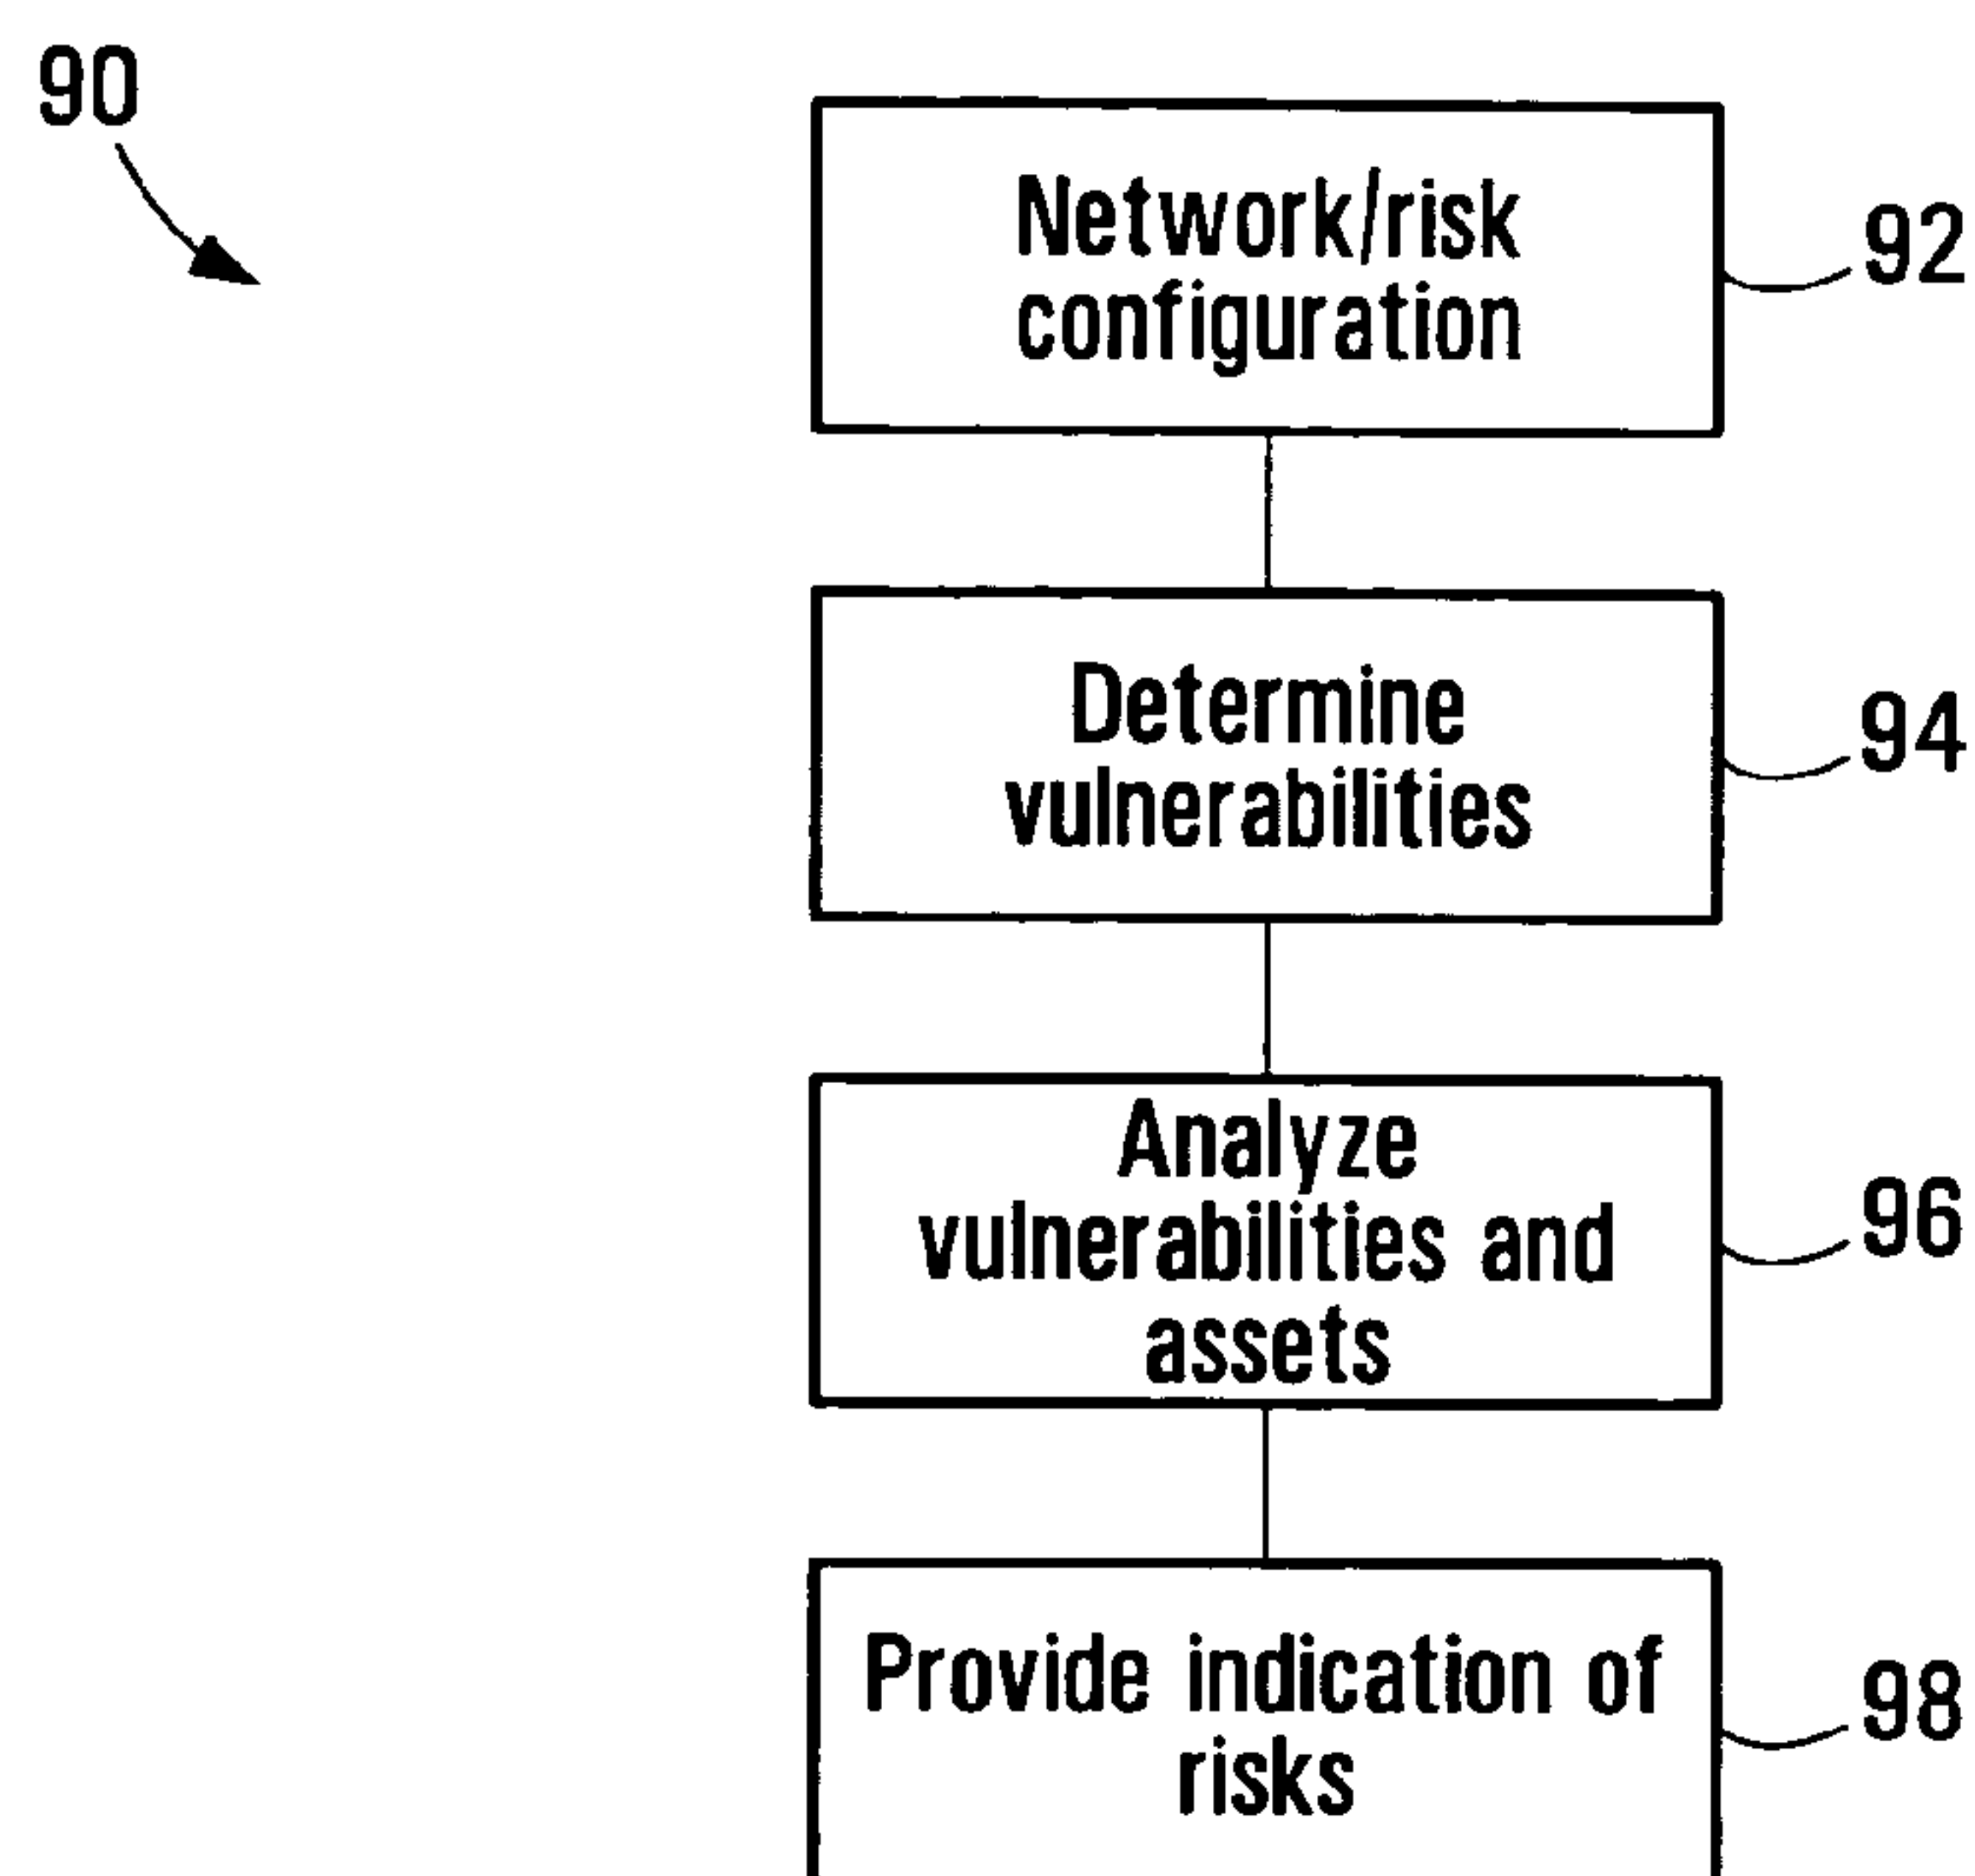 90
Network/risk
configuration
92
Determine
vulnerabilities
94
Analyze
vulnerabilities and
assets
96
Provide indication of
risks
98